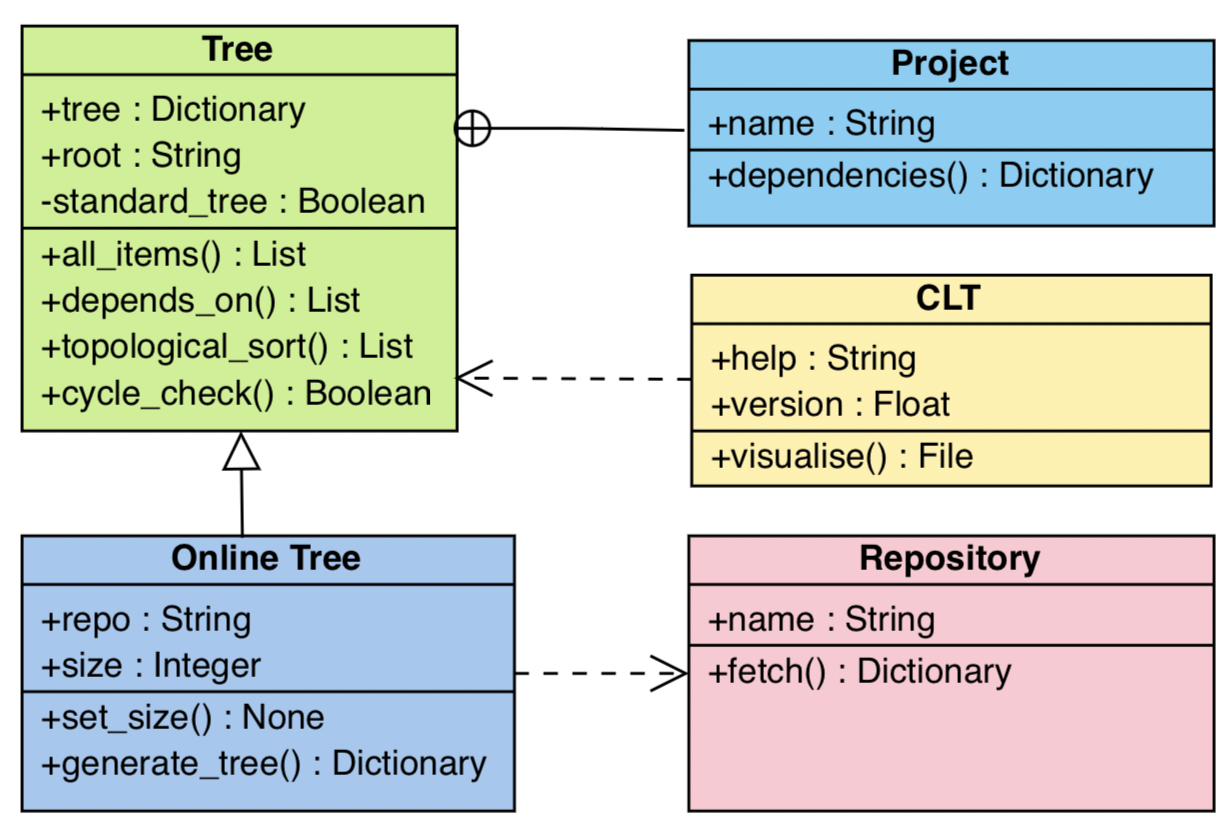 Tree
+tree : Dictionary
+root : String
-standard_tree : Boolean
+all_items() : List
+depends_on() : List
+topological_sort() : List
+cycle_check() : Boolean
Project
+name : String
+dependencies() : Dictionary
CLT
+help : String
+version : Float
+visualise() : File
Online Tree
+repo : String
+size : Integer
+set_size() : None
+generate_tree() : Dictionary
Repository
+name : String
+fetch() : Dictionary